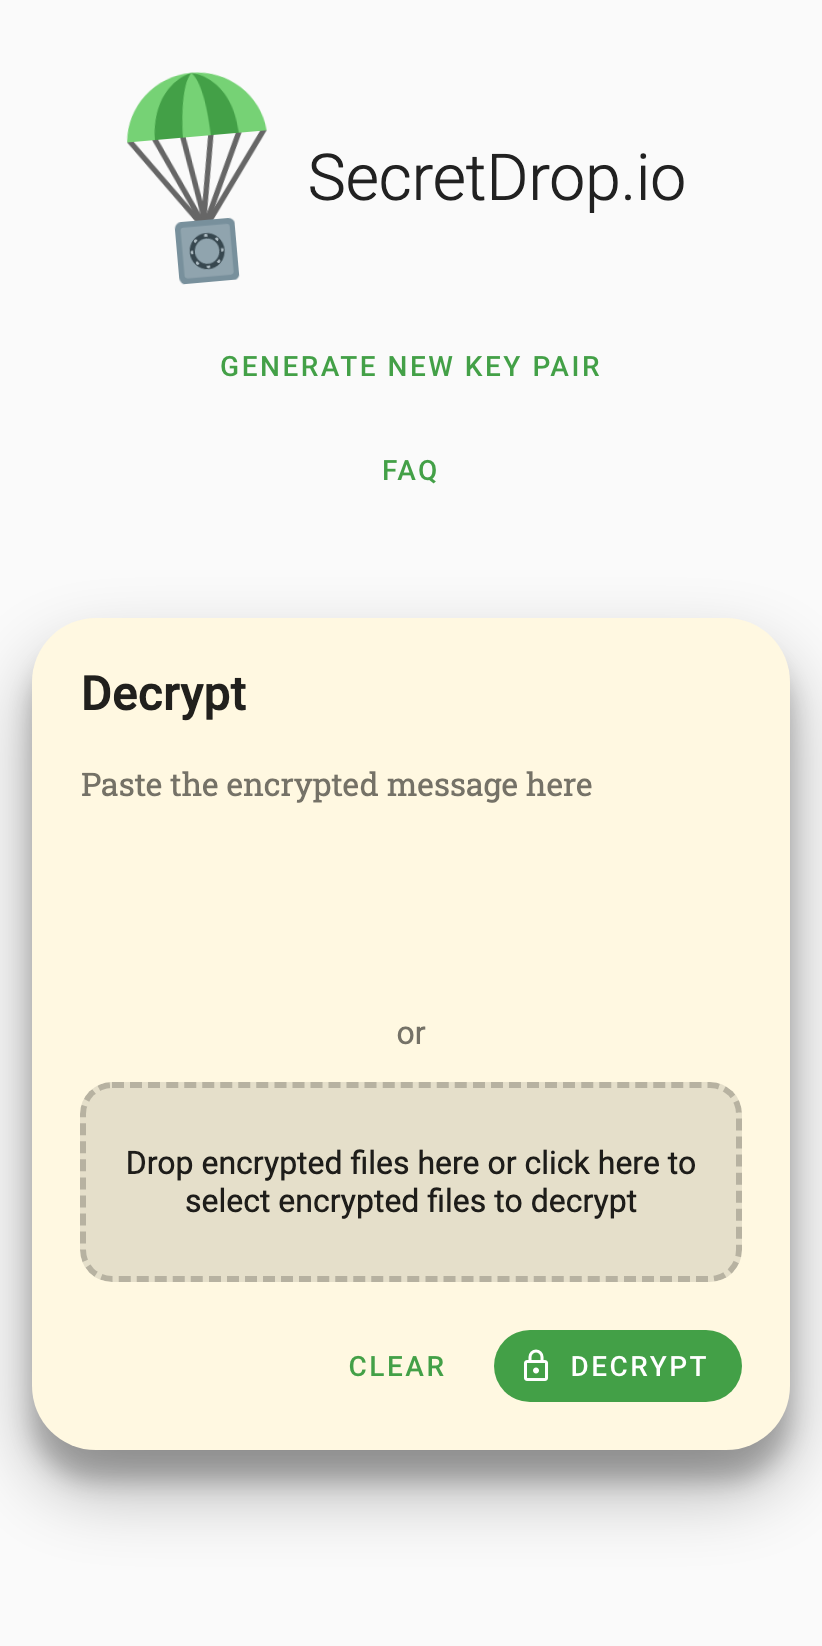 SecretDrop.io
GENERATE NEW KEY PAIR
FAQ
Decrypt
Paste the encrypted message here
or
Drop encrypted files here or click here to
select encrypted files to decrypt
CLEAR
DECRYPT